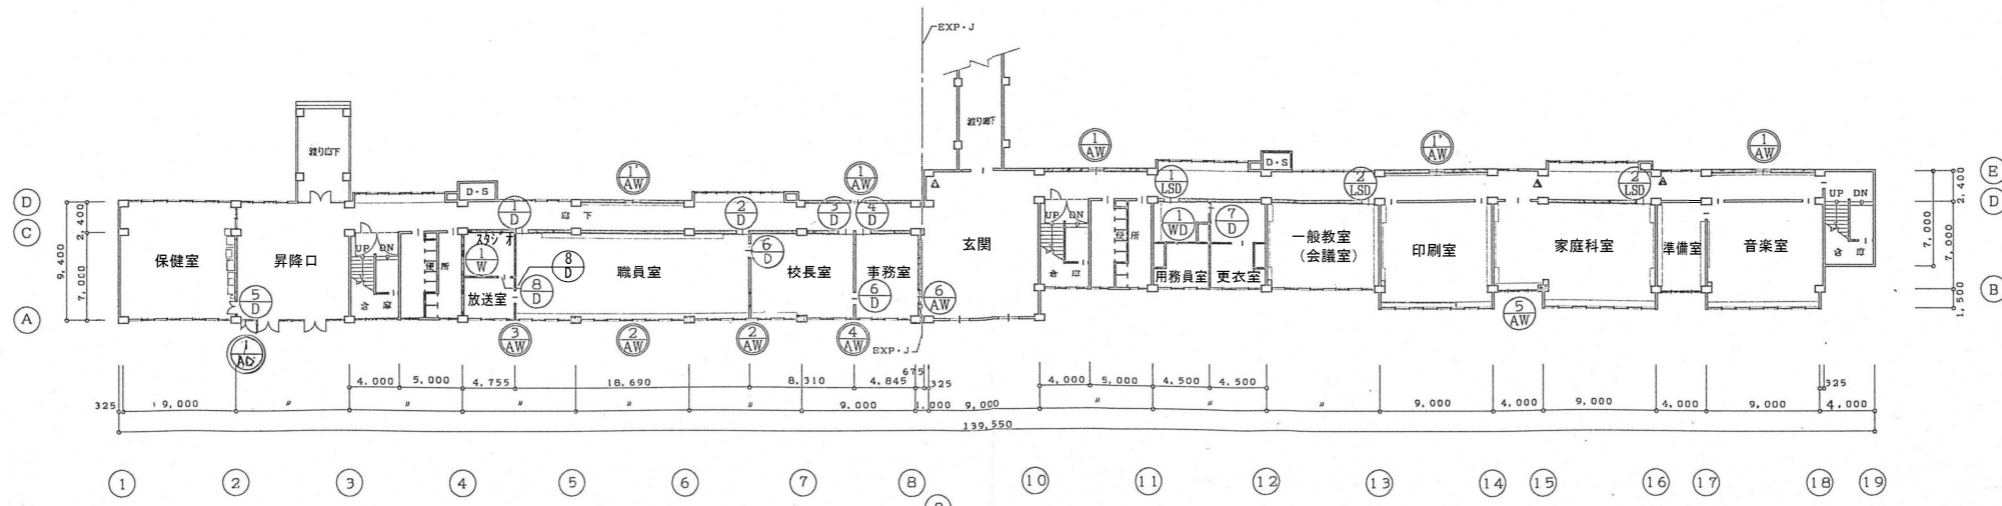 EXP・J
渡り廊下
渡り廊下
1
AW
1'
AW
1
AW
1'
AW
1
AW
D・S
D・S
E
D
C
D
B
A
2,400
7,000
9,400
2,400
7,000
7,000
1,500
1
D
廊 下
2
D
3
D
4
D
1
LSD
2
LSD
2
LSD
保健室
昇降口
UP DN
倉 庫
便 所
スタジオ
1
W
放送室
8
D
8
D
職員室
6
D
校長室
事務室
6
D
玄関
6
AW
UP DN
倉 庫
便 所
1
WD
7
D
用務員室
更衣室
一般教室
(会議室)
印刷室
家庭科室
準備室
音楽室
UP DN
倉 庫
5
D
1
AD
3
AW
2
AW
2
AW
4
AW
5
AW
EXP・J
4.000
5.000
4.755
18.690
8.310
4.845
675
325
4,000
5,000
4.500
4.500
325
325
9,000
〃
〃
〃
〃
〃
9.000
1.000
9,000
〃
〃
〃
9.000
4.000
9,000
4,000
9.000
4,000
139,550
1
2
3
4
5
6
7
8
9
10
11
12
13
14
15
16
17
18
19